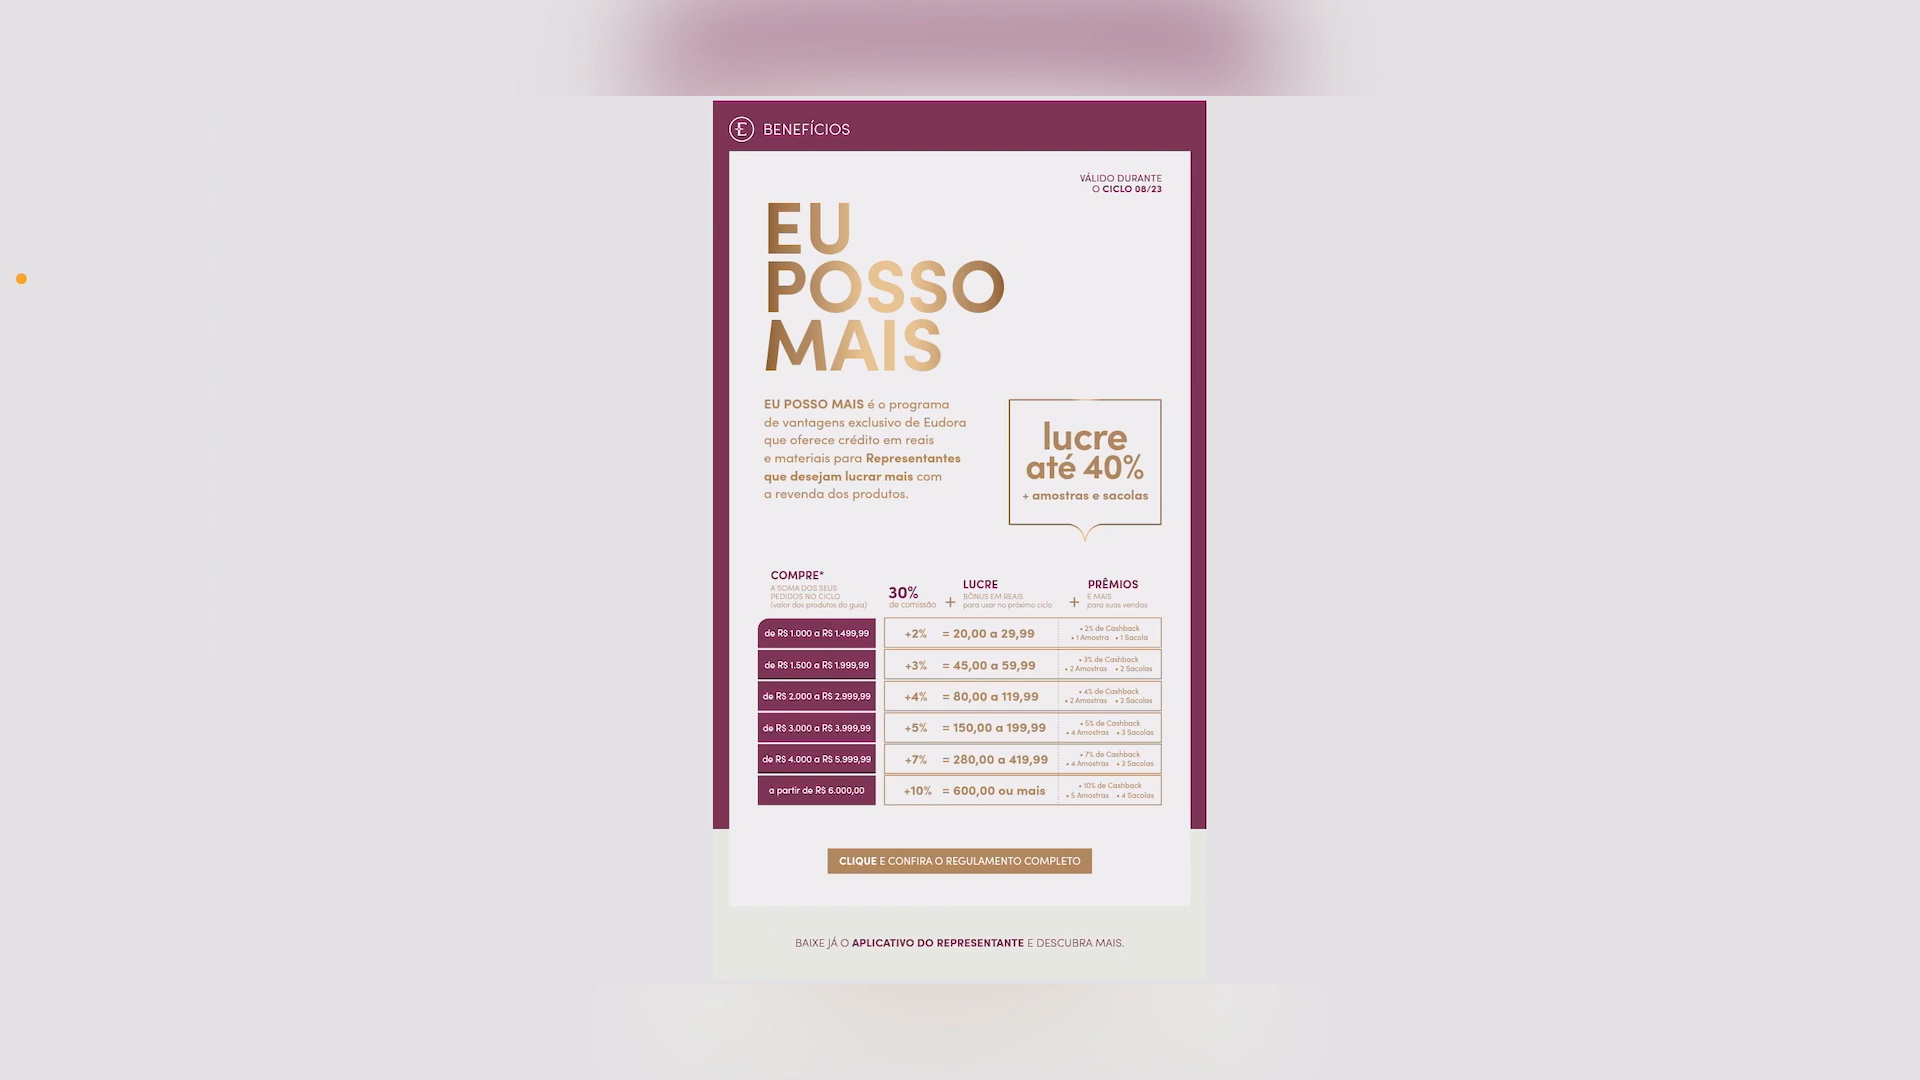 BENEFÍCIOS
VÁLIDO DURANTE
O CICLO 08/23
EU
POSSO
MAIS
EU POSSO MAIS é o programa
de vantagens exclusivo de Eudora
que oferece crédito em reais
e materiais para Representantes
que desejam lucrar mais com
a revenda dos produtos.
lucre
até 40%
+ amostras e sacolas
COMPRE*
A SOMA DOS SEUS
PEDIDOS NO CICLO
(valor dos produtos do guia)
30%
de comissão
+
LUCRE
BÔNUS EM REAIS
para usar no próximo ciclo
+
PRÊMIOS
E MAIS
para suas vendas
de R$ 1.000 a R$ 1.499,99 +2% = 20,00 a 29,99 • 2% de Cashback
• 1 Amostra • 1 Sacola
de R$ 1.500 a R$ 1.999,99 +3% = 45,00 a 59,99 • 3% de Cashback
• 2 Amostras • 2 Sacolas
de R$ 2.000 a R$ 2.999,99 +4% = 80,00 a 119,99 • 4% de Cashback
• 2 Amostras • 2 Sacolas
de R$ 3.000 a R$ 3.999,99 +5% = 150,00 a 199,99 • 5% de Cashback
• 4 Amostras • 3 Sacolas
de R$ 4.000 a R$ 5.999,99 +7% = 280,00 a 419,99 • 7% de Cashback
• 4 Amostras • 3 Sacolas
a partir de R$ 6.000,00 +10% = 600,00 ou mais • 10% de Cashback
• 5 Amostras • 4 Sacolas
CLIQUE E CONFIRA O REGULAMENTO COMPLETO
BAIXE JÁ O APLICATIVO DO REPRESENTANTE E DESCUBRA MAIS.